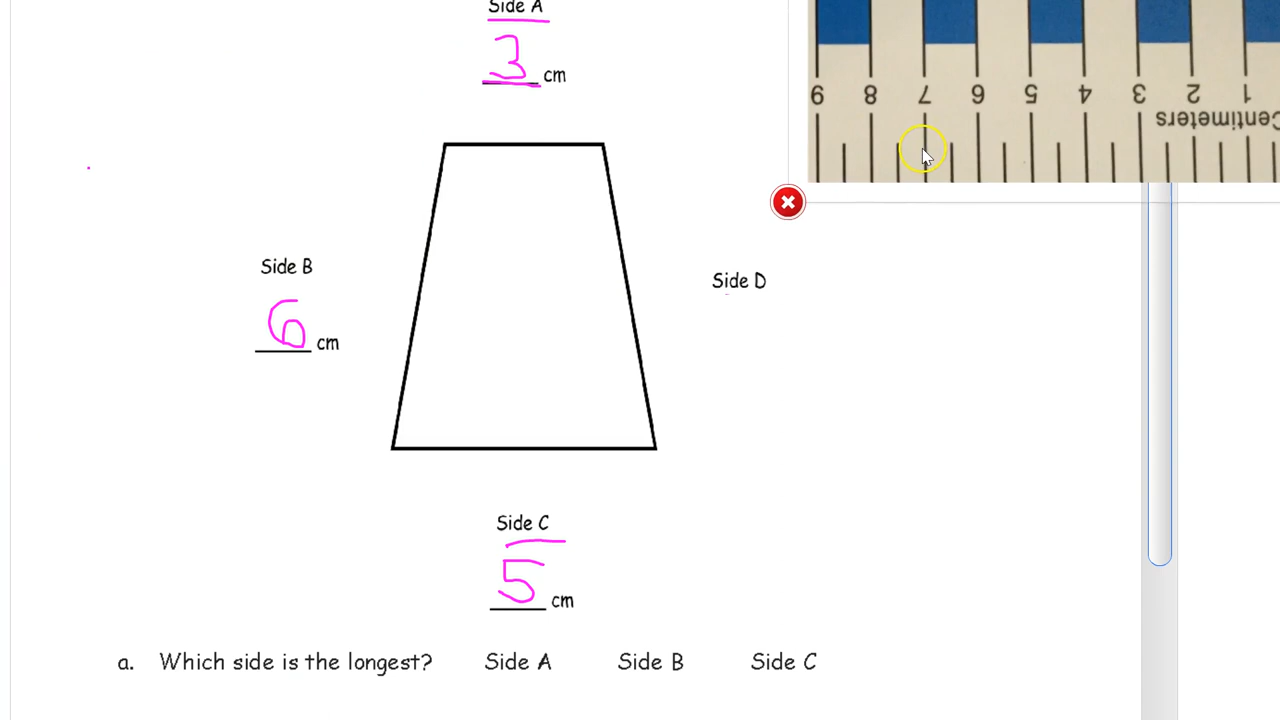 Side A
3 cm
9 8 7 6 5 4 3 2 1
Centimeters
Side B
6 cm
Side D
Side C
5 cm
a. Which side is the longest? Side A Side B Side C